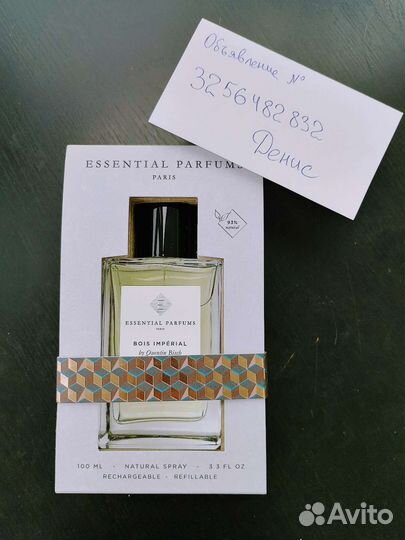 Объявление №
3256482832
Денис
ESSENTIAL PARFUMS
PARIS
93%
natural
ESSENTIAL PARFUMS
PARIS
BOIS IMPÉRIAL
by Quentin Bisch
100 ML - NATURAL SPRAY - 3.3 FL OZ
RECHARGEABLE - REFILLABLE
Avito